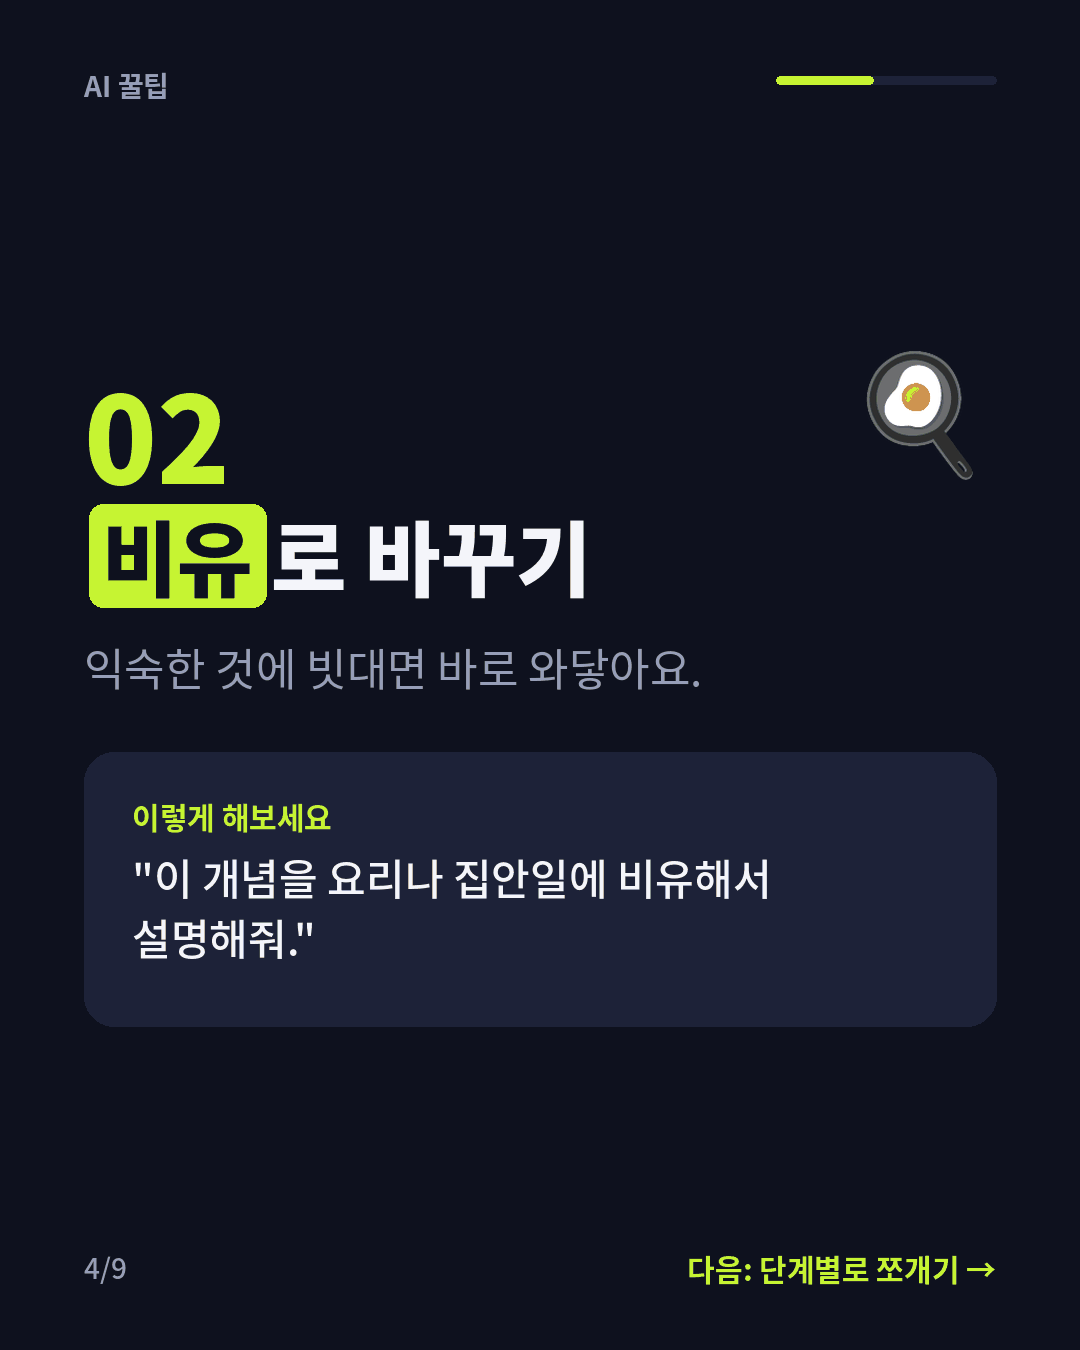 AI 꿀팁
02
비유로 바꾸기
익숙한 것에 빗대면 바로 와닿아요.
이렇게 해보세요
"이 개념을 요리나 집안일에 비유해서
설명해줘."
4/9
다음: 단계별로 쪼개기 →